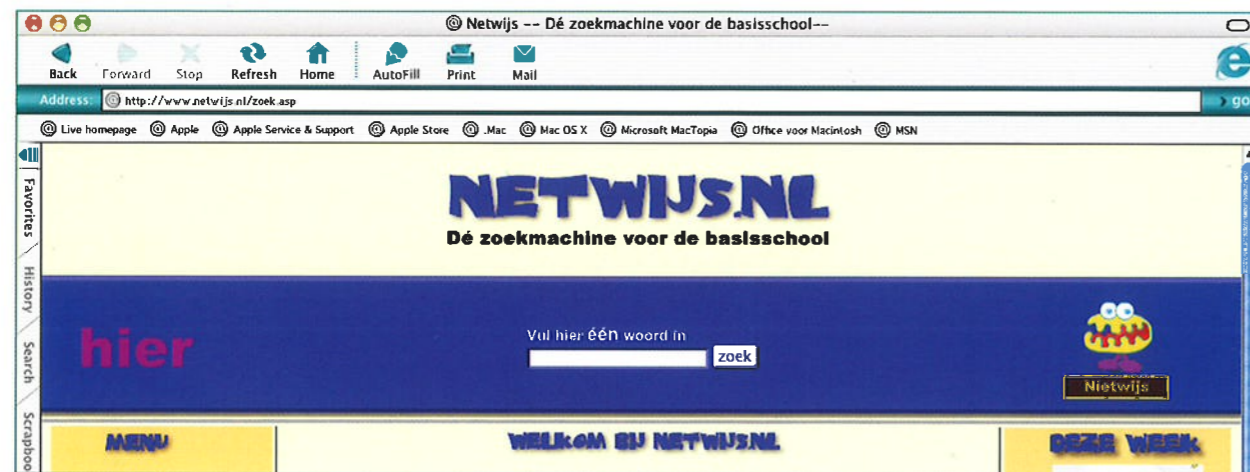 @ Netwijs -- Dé zoekmachine voor de basisschool--
Back Forward Stop Refresh Home AutoFill Print Mail
Address: @ http://www.netwijs.nl/zoek.asp go
@ Live homepage @ Apple @ Apple Service & Support @ Apple Store @ .Mac @ Mac OS X @ Microsoft MacTopia @ Office voor Macintosh @ MSN
Favorites
History
Search
NETWIJS.NL
Dé zoekmachine voor de basisschool
hier
Vul hier één woord in
zoek
Nietwijs
MENU
WELKOM BIJ NETWIJS.NL
DEZE WEEK